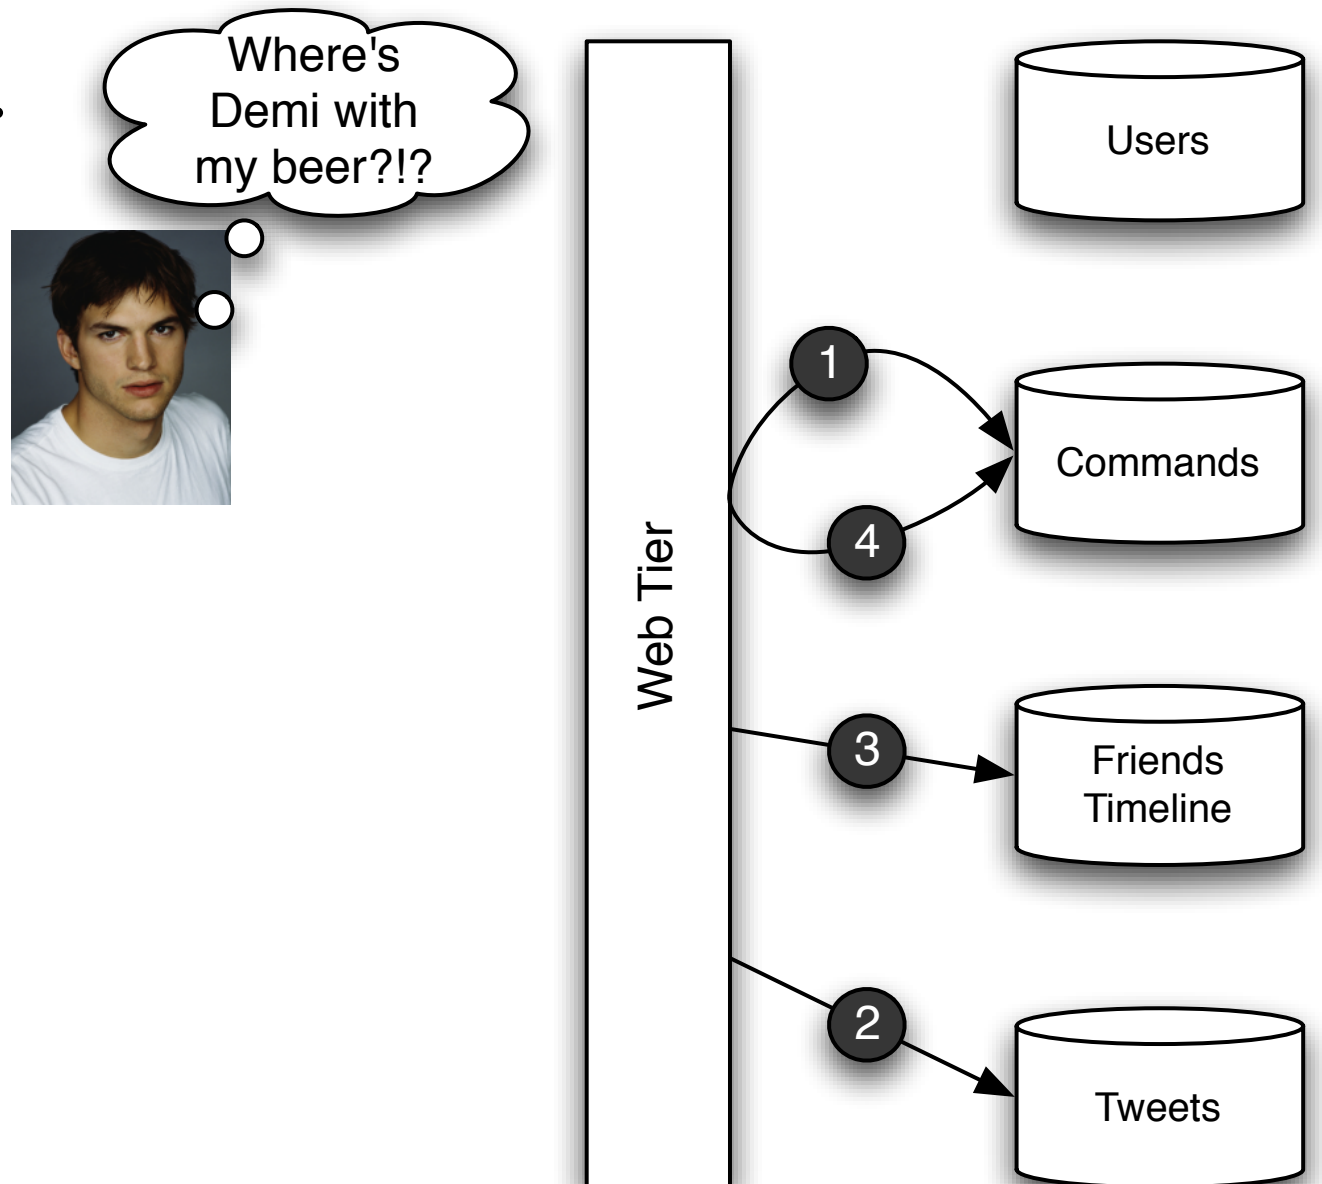 Where's
Demi with
my beer?!?
Users
1
Commands
4
Web Tier
3
Friends
Timeline
2
Tweets